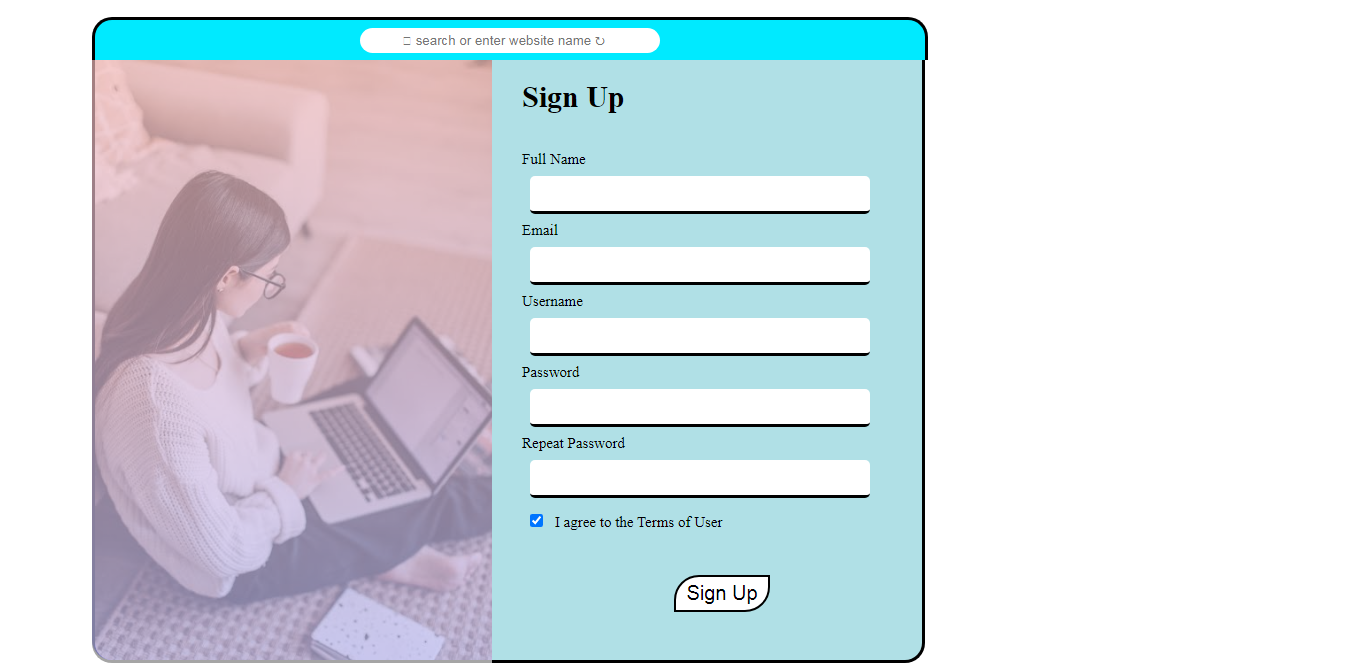 search or enter website name ↻
Sign Up
Full Name
Email
Username
Password
Repeat Password
I agree to the Terms of User
Sign Up